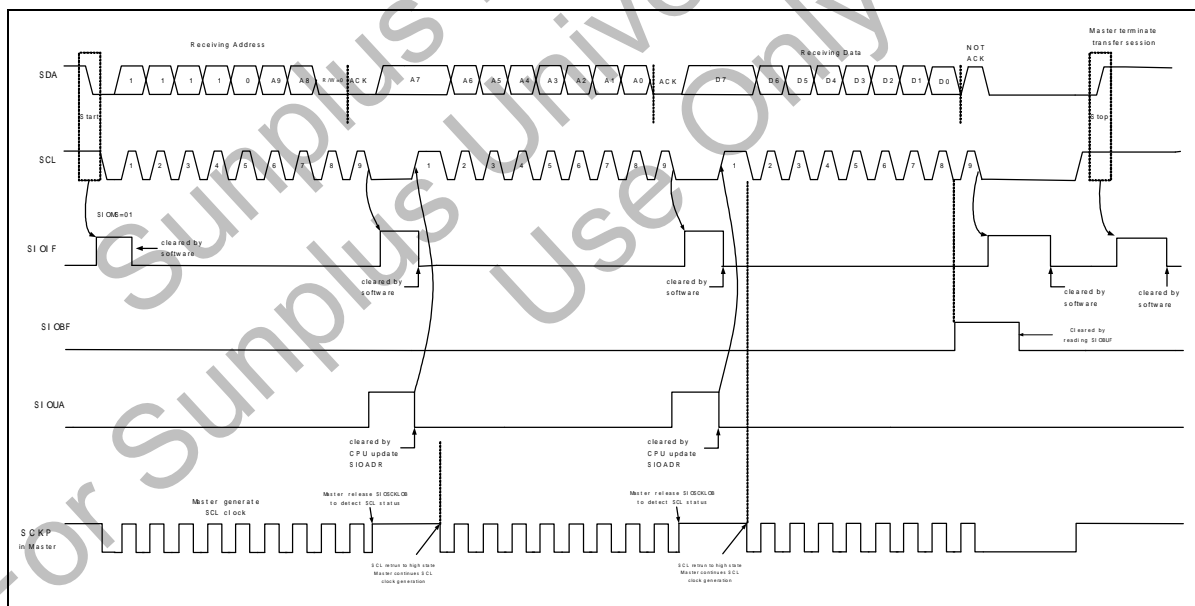 Receiving Address
Receiving Data
NOT
ACK
Master terminate
transfer session
SDA
1 1 1 1 0 A9 A8 R/W=0 ACK A7 A6 A5 A4 A3 A2 A1 A0 ACK D7 D6 D5 D4 D3 D2 D1 D0
Start
Stop
SCL
1 2 3 4 5 6 7 8 9 1 2 3 4 5 6 7 8 9 1 2 3 4 5 6 7 8 9
SIOMS=01
SIOIF
cleared by
software
cleared by
software
cleared by
software
cleared by
software
cleared by
software
SIOBF
Cleared by
reading SIOBUF
SIOUA
cleared by
CPU update
SIOADR
cleared by
CPU update
SIOADR
Master generate
SCL clock
Master release SIOSCKLOB
to detect SCL status
Master release SIOSCKLOB
to detect SCL status
SCKP
in Master
SCL retrun to high state
Master continues SCL
clock generation
SCL retrun to high state
Master continues SCL
clock generation
For Sunplus Univer
Sunplus
Use Only